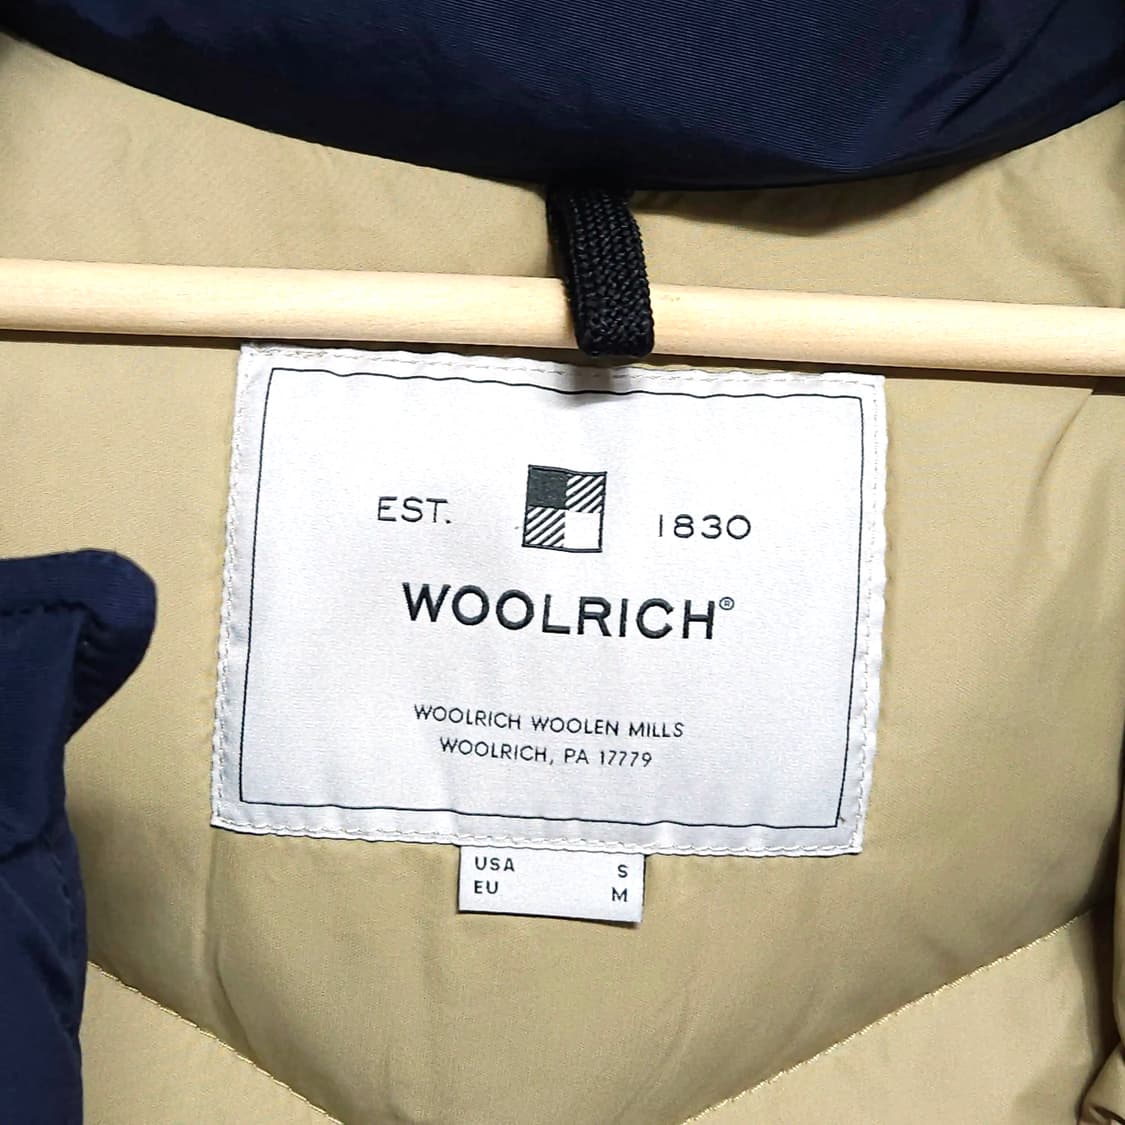 EST. 1830
WOOLRICH®
WOOLRICH WOOLEN MILLS
WOOLRICH, PA 17779
USA S
EU M